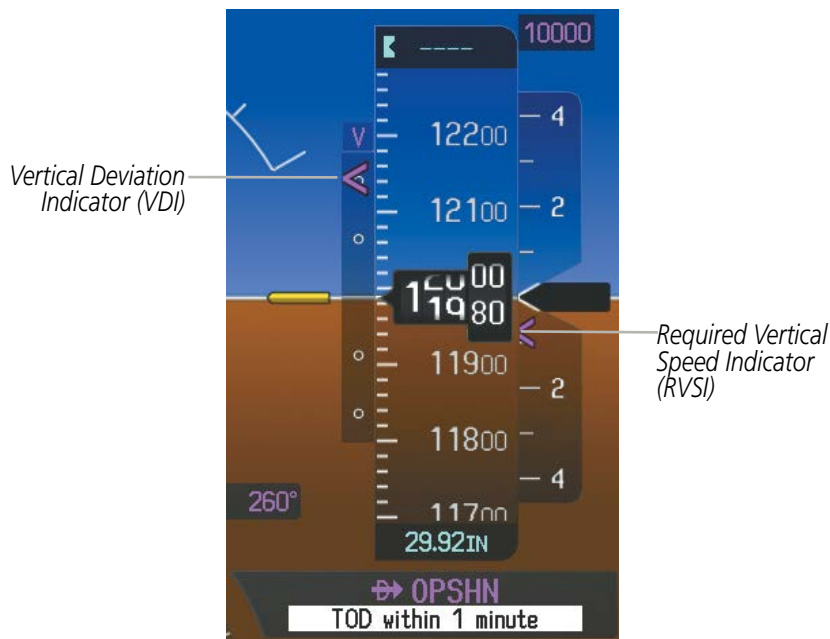 10000
----
4
12200
V
Vertical Deviation
Indicator (VDI)
12100
2
00
80
Required Vertical
Speed Indicator
(RVSI)
11900
2
11800
4
260°
11700
29.92IN
D OPSHN
TOD within 1 minute